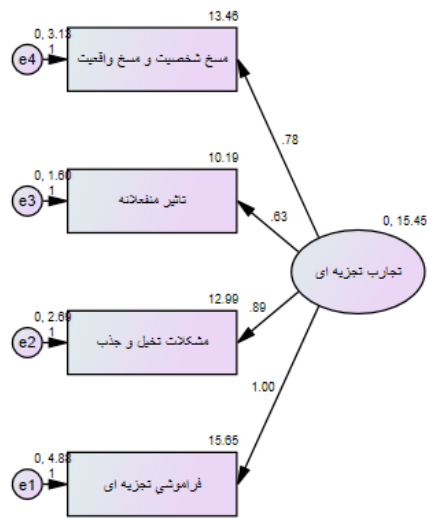 13.46
0, 3.13
1
e4
مسخ شخصیت و مسخ واقعیت
.78
10.19
0, 1.60
1
e3
تاثیر منفعلانه
.63
0, 15.45
تجارب تجزیه ای
12.99
0, 2.69
1
e2
مشکلات تخیل و جذب
.89
1.00
15.65
0, 4.88
1
e1
فراموشي تجزیه ای